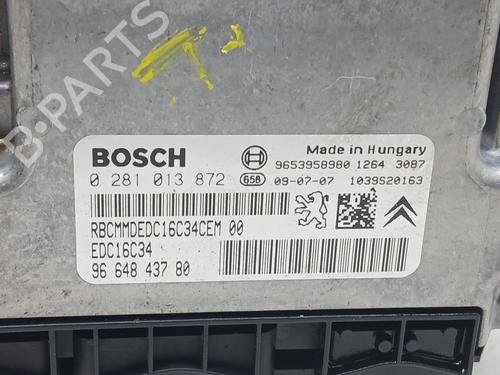 B-PARTS
BOSCH
Made in Hungary
9653958980 1264 3087
0 281 013 872 658 09-07-07 1039S20163
RBCMMDEDC16C34CEM 00
EDC16C34
96 648 437 80